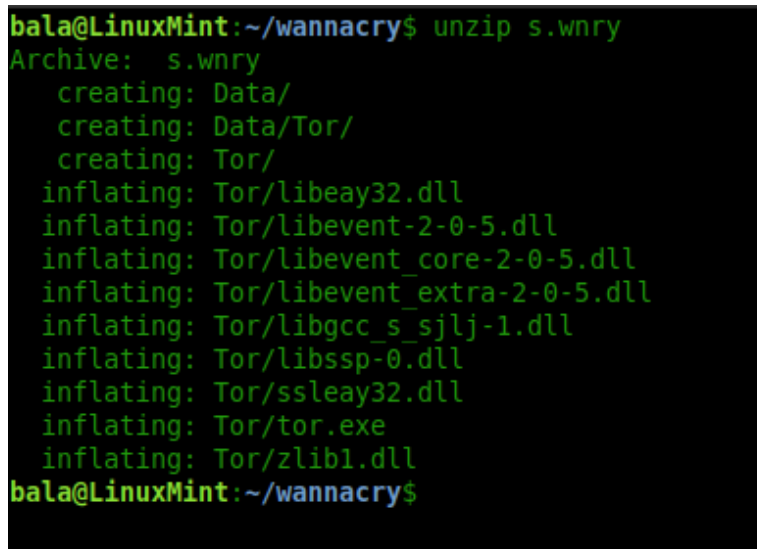 bala@LinuxMint:~/wannacry$ unzip s.wnry
Archive:  s.wnry
   creating: Data/
   creating: Data/Tor/
   creating: Tor/
  inflating: Tor/libeay32.dll
  inflating: Tor/libevent-2-0-5.dll
  inflating: Tor/libevent_core-2-0-5.dll
  inflating: Tor/libevent_extra-2-0-5.dll
  inflating: Tor/libgcc_s_sjlj-1.dll
  inflating: Tor/libssp-0.dll
  inflating: Tor/ssleay32.dll
  inflating: Tor/tor.exe
  inflating: Tor/zlib1.dll
bala@LinuxMint:~/wannacry$